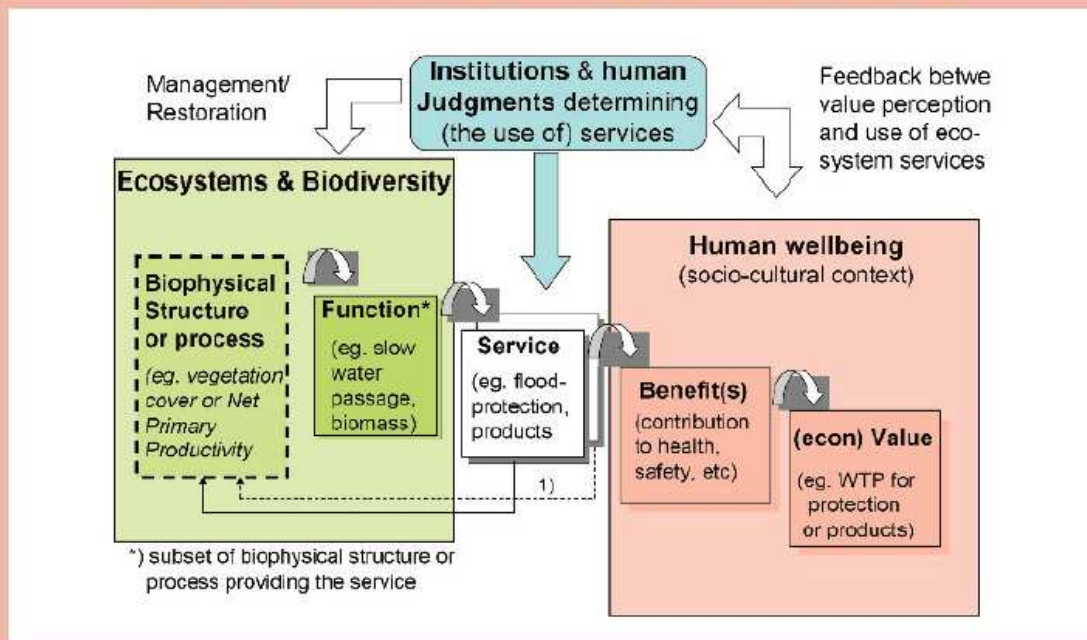 Management/
Restoration
Institutions & human
Judgments determining
(the use of) services
Feedback betwe
value perception
and use of eco-
system services
Ecosystems & Biodiversity
Biophysical
Structure
or process
(eg. vegetation
cover or Net
Primary
Productivity
Function*
(eg. slow
water
passage,
biomass)
Service
(eg. flood-
protection,
products
Human wellbeing
(socio-cultural context)
Benefit(s)
(contribution
to health,
safety, etc)
(econ) Value
(eg. WTP for
protection
or products)
1)
*) subset of biophysical structure or
process providing the service